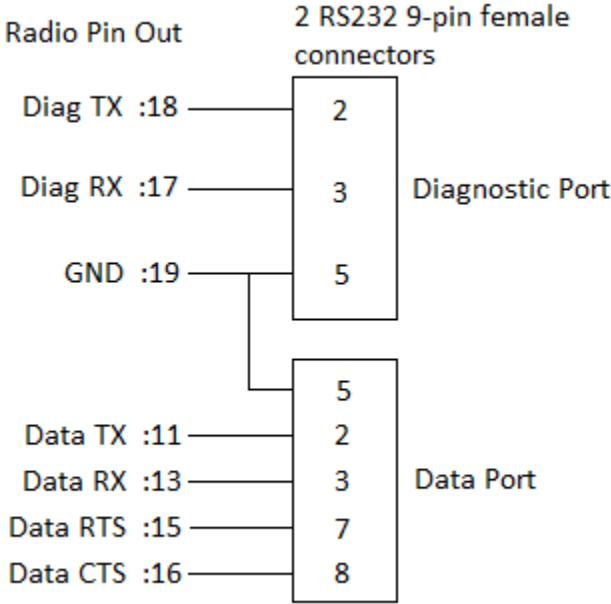 Radio Pin Out
2 RS232 9-pin female
connectors
Diag TX :18
2
Diag RX :17
3
Diagnostic Port
GND :19
5
5
Data TX :11
2
Data RX :13
3
Data Port
Data RTS :15
7
Data CTS :16
8